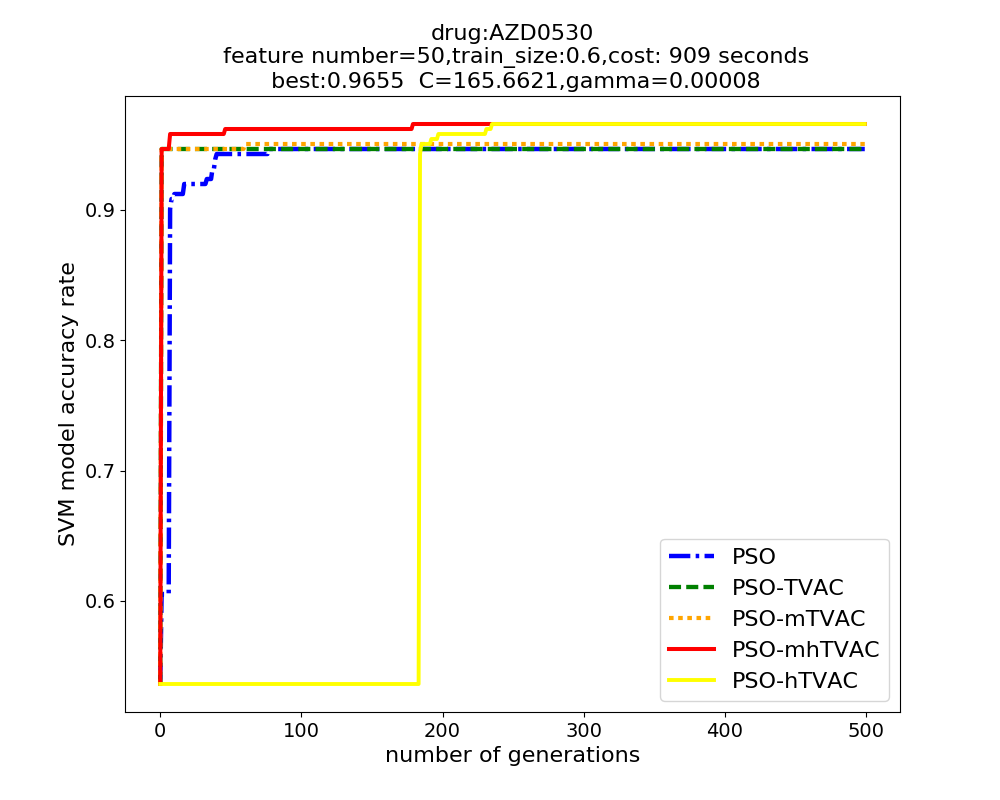 drug:AZD0530
feature number=50,train_size:0.6,cost: 909 seconds
best:0.9655  C=165.6621,gamma=0.00008
SVM model accuracy rate
0.9
0.8
0.7
0.6
PSO
PSO-TVAC
PSO-mTVAC
PSO-mhTVAC
PSO-hTVAC
0 100 200 300 400 500
number of generations